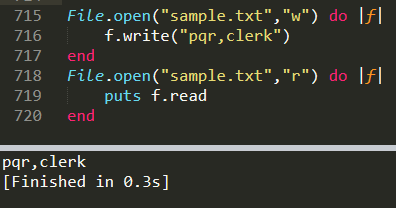 715 File.open("sample.txt","w") do |f|
716     f.write("pqr,clerk")
717 end
718 File.open("sample.txt","r") do |f|
719     puts f.read
720 end
pqr,clerk
[Finished in 0.3s]